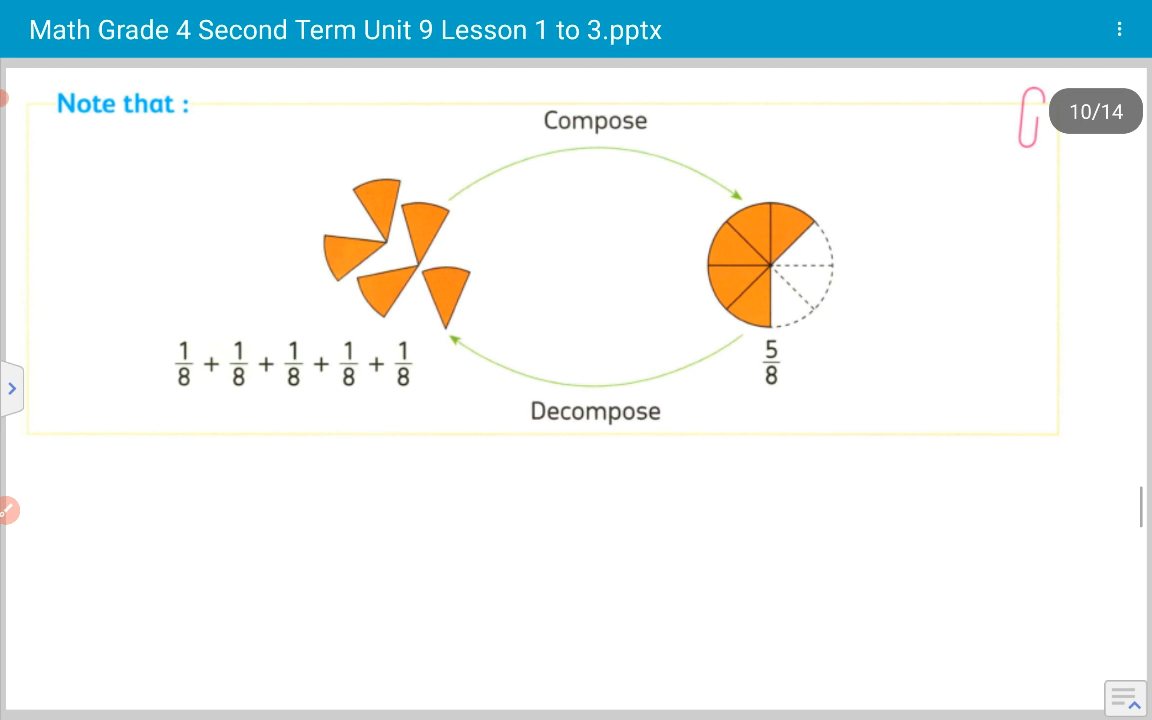 Math Grade 4 Second Term Unit 9 Lesson 1 to 3.pptx
Note that :
10/14
Compose
1/8 + 1/8 + 1/8 + 1/8 + 1/8
5/8
Decompose